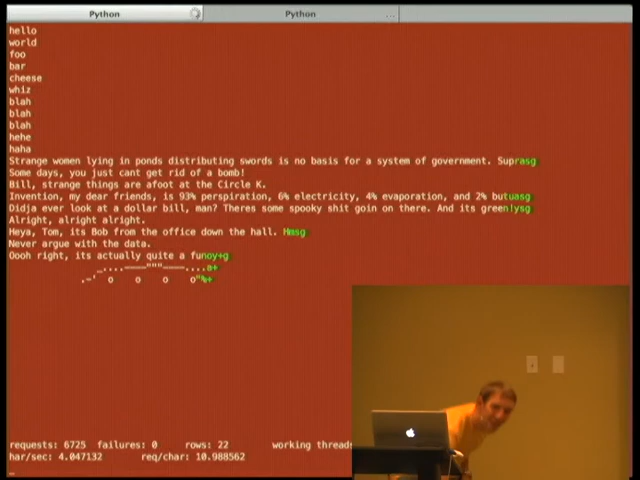 Python
Python
hello
world
foo
bar
cheese
whiz
blah
blah
blah
hehe
haha
Strange women lying in ponds distributing swords is no basis for a system of government. Suprasg
Some days, you just cant get rid of a bomb!
Bill, strange things are afoot at the Circle K.
Invention, my dear friends, is 93% perspiration, 6% electricity, 4% evaporation, and 2% butuasg
Didja ever look at a dollar bill, man? Theres some spooky shit goin on there. And its green!ysg
Alright, alright alright.
Heya, Tom, its Bob from the office down the hall. Hmsg
Never argue with the data.
Oooh right, its actually quite a funoy+g
requests: 6725 failures: 0 rows: 22 working threads
har/sec: 4.047132 req/char: 10.988562